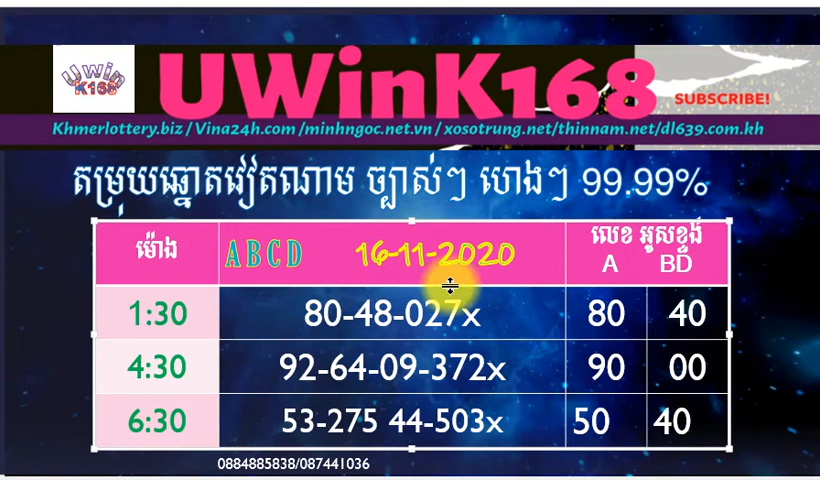 Uwin
K168
UWinK168
SUBSCRIBE!
Khmerlottery.biz / Vina24h.com /minhngoc.net.vn / xosotrung.net/thinnam.net/dl639.com.kh
តម្រុយឆ្នោតវៀតណាម ច្បាស់ៗ ហេងៗ 99.99%
ម៉ោង ABCD 16-11-2020 លេខ អូសខ្ទង់
A BD
1:30 80-48-027x 80 40
4:30 92-64-09-372x 90 00
6:30 53-275 44-503x 50 40
0884885838/087441036